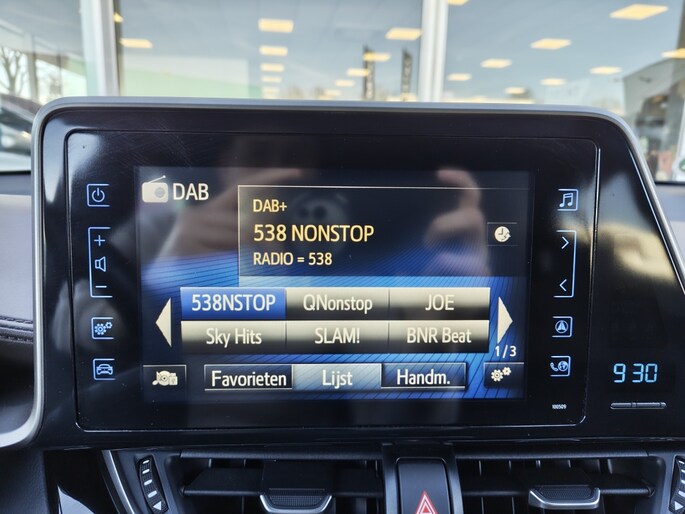 DAB
DAB+
538 NONSTOP
RADIO = 538
538NSTOP QNonstop JOE
Sky Hits SLAM! BNR Beat
1/3
Favorieten Lijst Handm.
100509
9 30